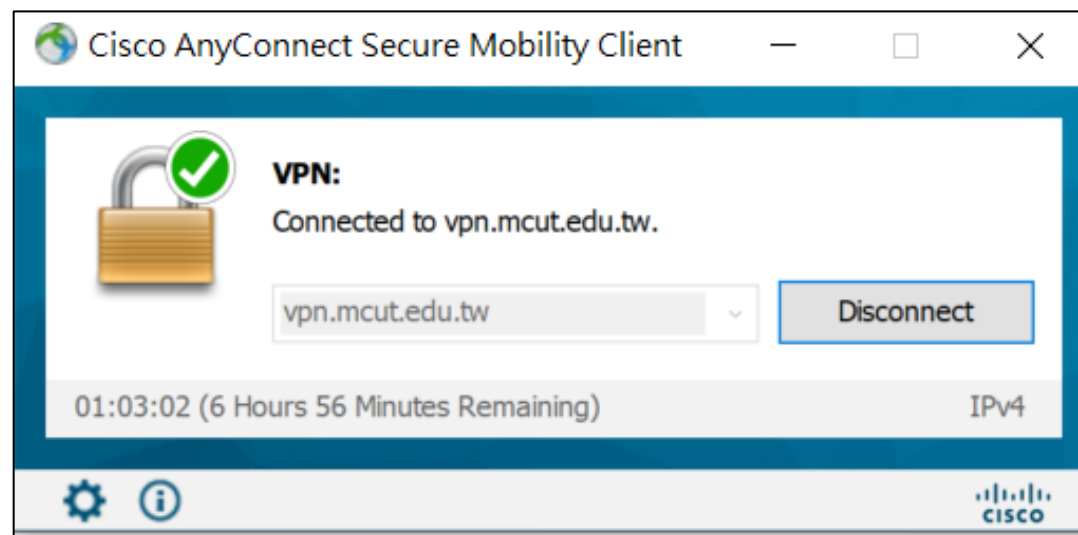 Cisco AnyConnect Secure Mobility Client
VPN:
Connected to vpn.mcut.edu.tw.
vpn.mcut.edu.tw
Disconnect
01:03:02 (6 Hours 56 Minutes Remaining)
IPv4
CISCO